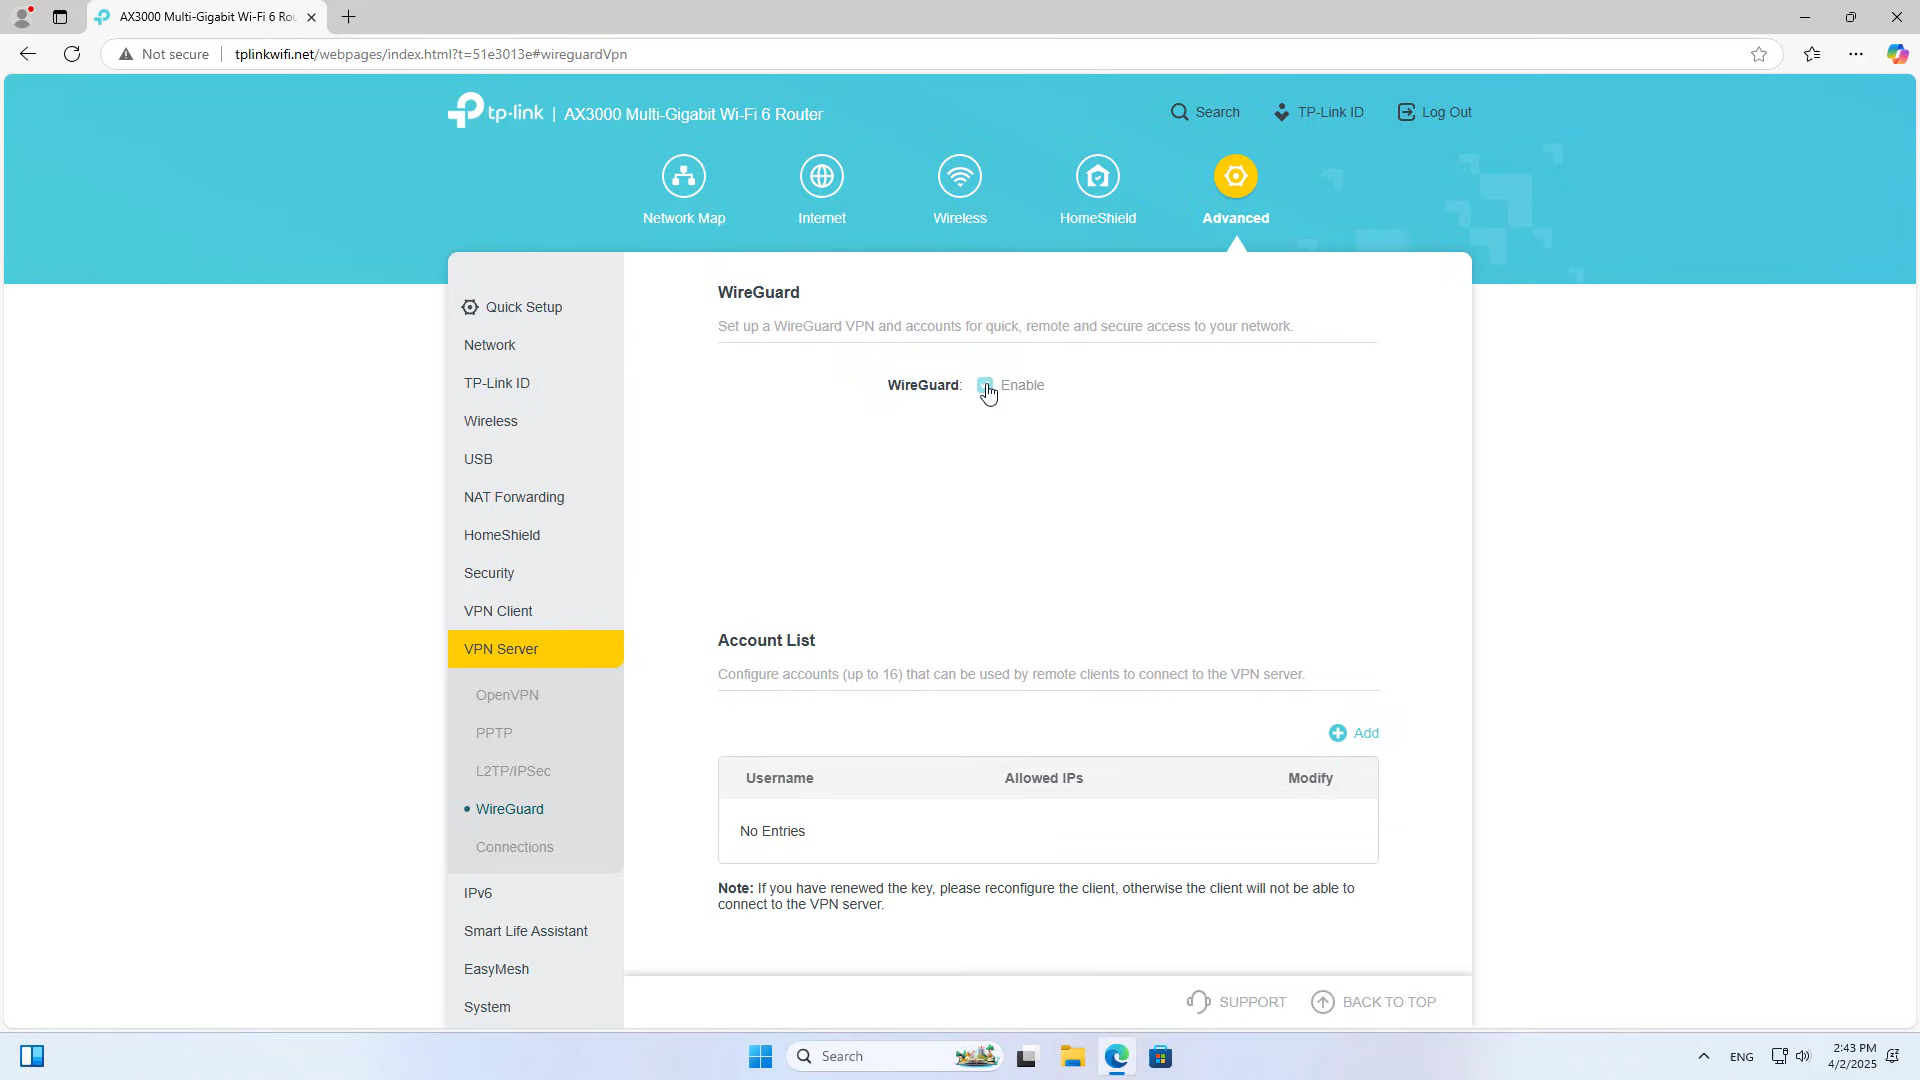 AX3000 Multi-Gigabit Wi-Fi 6 Rou
Not secure
tplinkwifi.net/webpages/index.html?t=51e3013e#wireguardVpn
tp-link | AX3000 Multi-Gigabit Wi-Fi 6 Router
Search
TP-Link ID
Log Out
Network Map
Internet
Wireless
HomeShield
Advanced
Quick Setup
Network
TP-Link ID
Wireless
USB
NAT Forwarding
HomeShield
Security
VPN Client
VPN Server
OpenVPN
PPTP
L2TP/IPSec
WireGuard
Connections
IPv6
Smart Life Assistant
EasyMesh
System
WireGuard
Set up a WireGuard VPN and accounts for quick, remote and secure access to your network.
WireGuard: Enable
Account List
Configure accounts (up to 16) that can be used by remote clients to connect to the VPN server.
Add
Username Allowed IPs Modify
No Entries
Note: If you have renewed the key, please reconfigure the client, otherwise the client will not be able to
connect to the VPN server.
SUPPORT
BACK TO TOP
Search
ENG
2:43 PM
4/2/2025